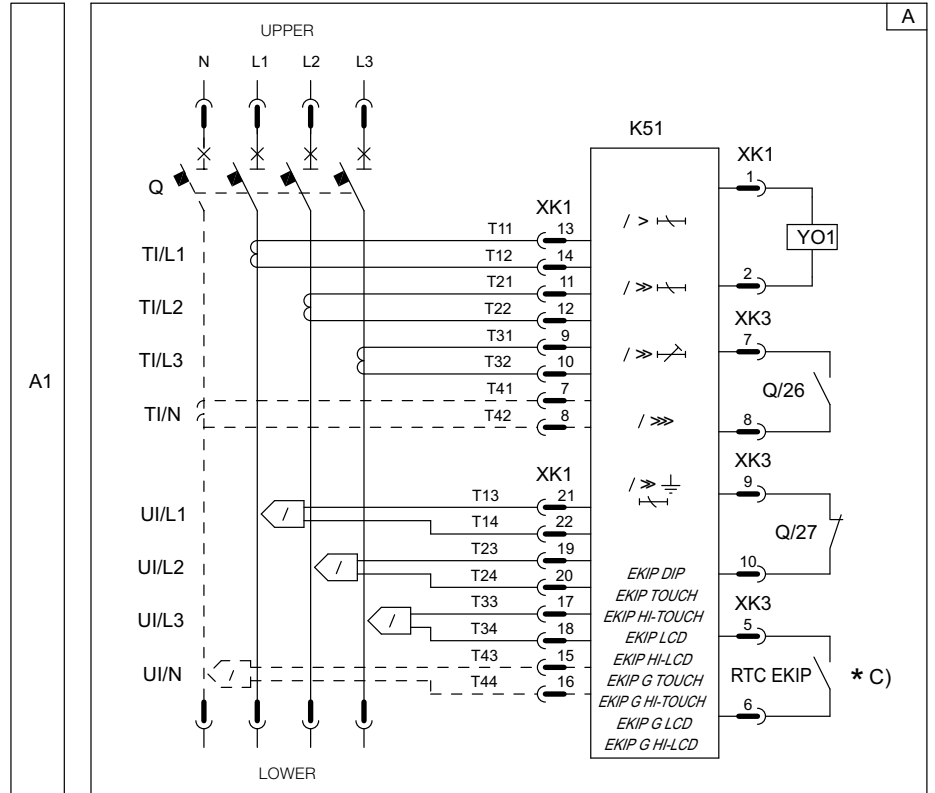 A
UPPER
N L1 L2 L3
K51
XK1
1
Q
XK1
T11 13
YO1
TI/L1
T12 14
T21 11
2
TI/L2
T22 12
XK3
T31 9
7
TI/L3
T32 10
A1
T41 7
Q/26
TI/N
T42 8
8
XK3
XK1
9
T13 21
UI/L1
T14 22
Q/27
T23 19
UI/L2
T24 20
EKIP DIP
10
EKIP TOUCH
XK3
T33 17
EKIP HI-TOUCH
5
UI/L3
T34 18
EKIP LCD
T43 15
EKIP HI-LCD
RTC EKIP * C)
UI/N
T44 16
EKIP G TOUCH
EKIP G HI-TOUCH
6
EKIP G LCD
EKIP G HI-LCD
LOWER